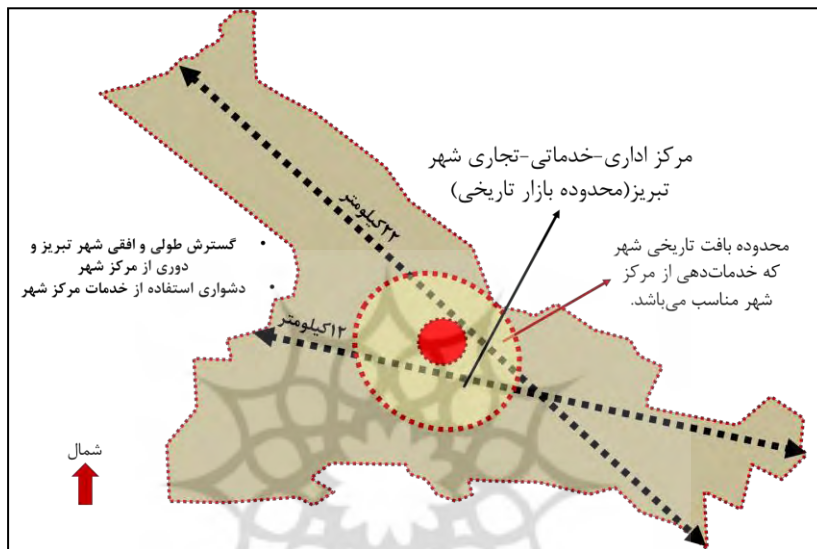 مرکز اداری-خدماتی-تجاری شهر
تبریز(محدوده بازار تاریخی)
۲۲کیلومتر
محدوده بافت تاریخی شهر
که خدمات‌دهی از مرکز
شهر مناسب می‌باشد.
• گسترش طولی و افقی شهر تبریز و
دوری از مرکز شهر
• دشواری استفاده از خدمات مرکز شهر
۱۲کیلومتر
شمال